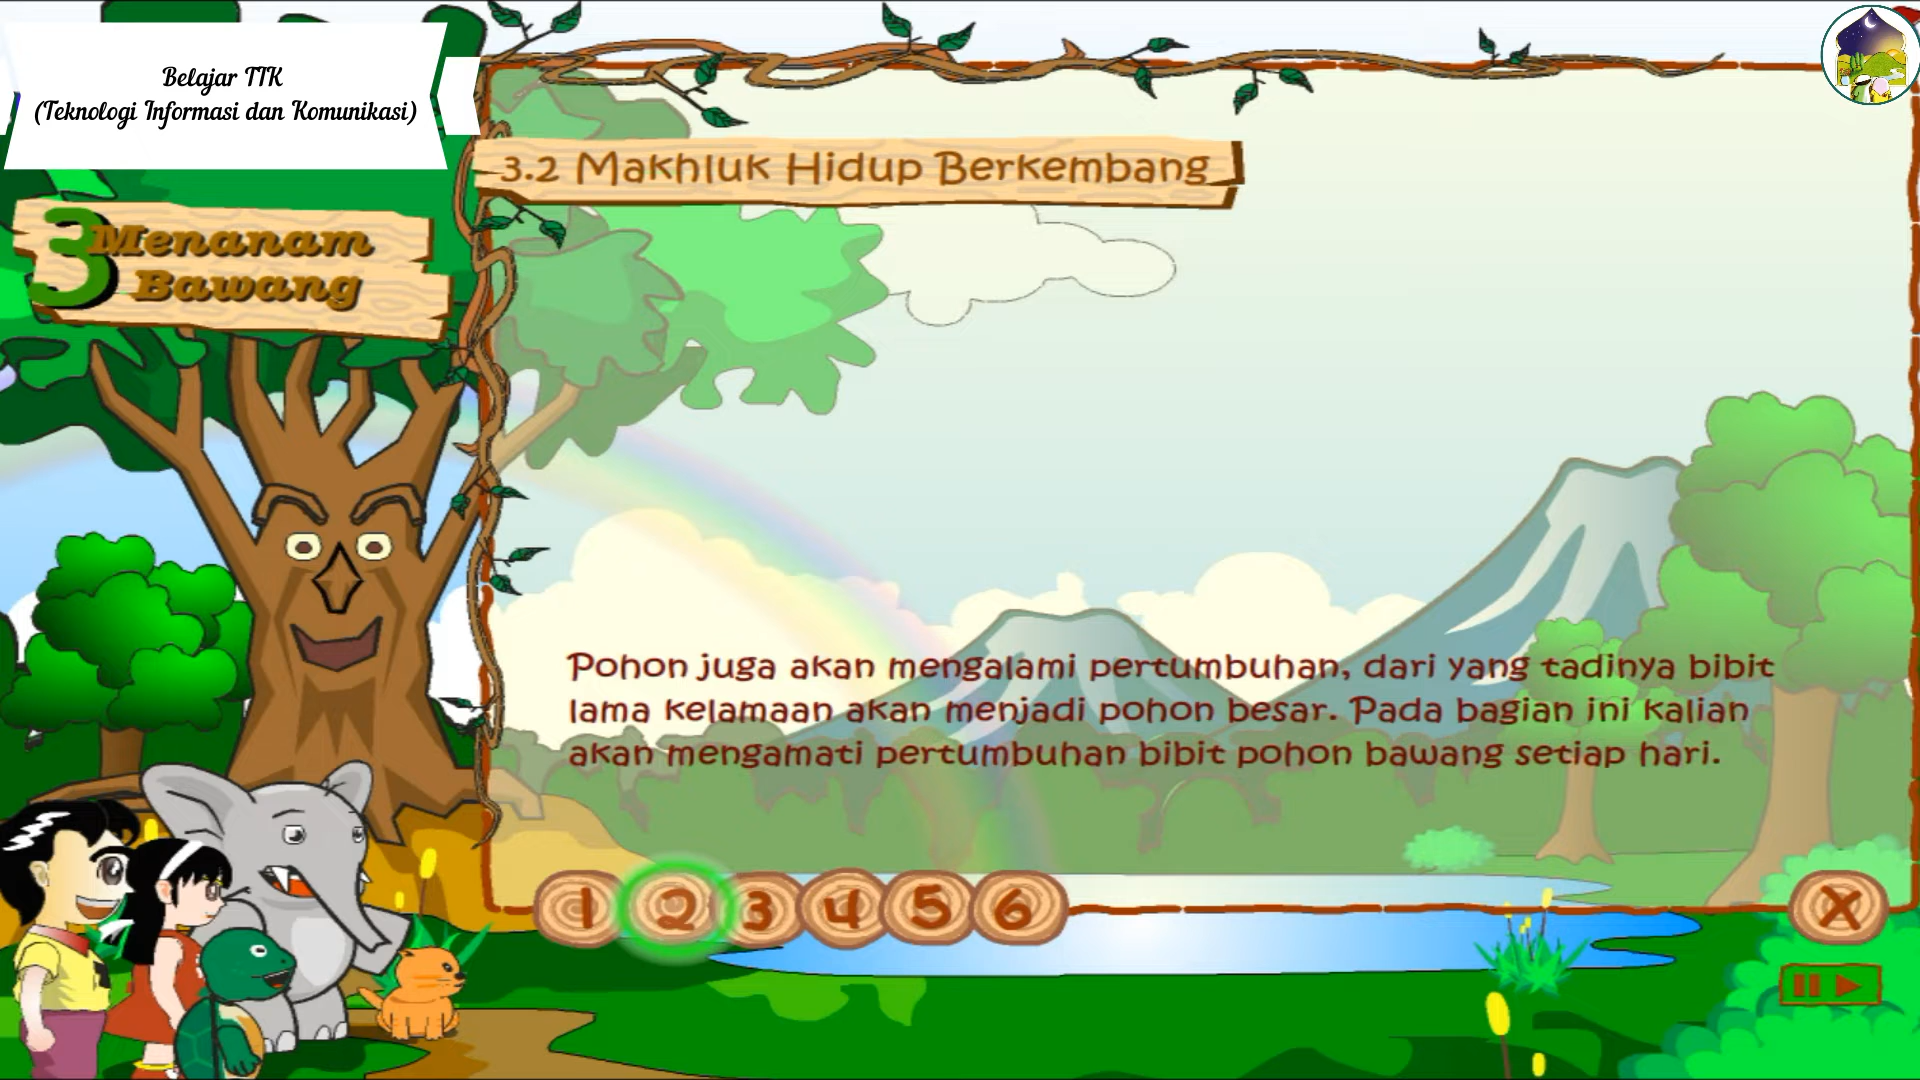 Belajar TIK
(Teknologi Informasi dan Komunikasi)
3 Menanam
Bawang
3.2 Makhluk Hidup Berkembang
Pohon juga akan mengalami pertumbuhan, dari yang tadinya bibit
lama kelamaan akan menjadi pohon besar. Pada bagian ini kalian
akan mengamati pertumbuhan bibit pohon bawang setiap hari.
1 2 3 4 5 6 X